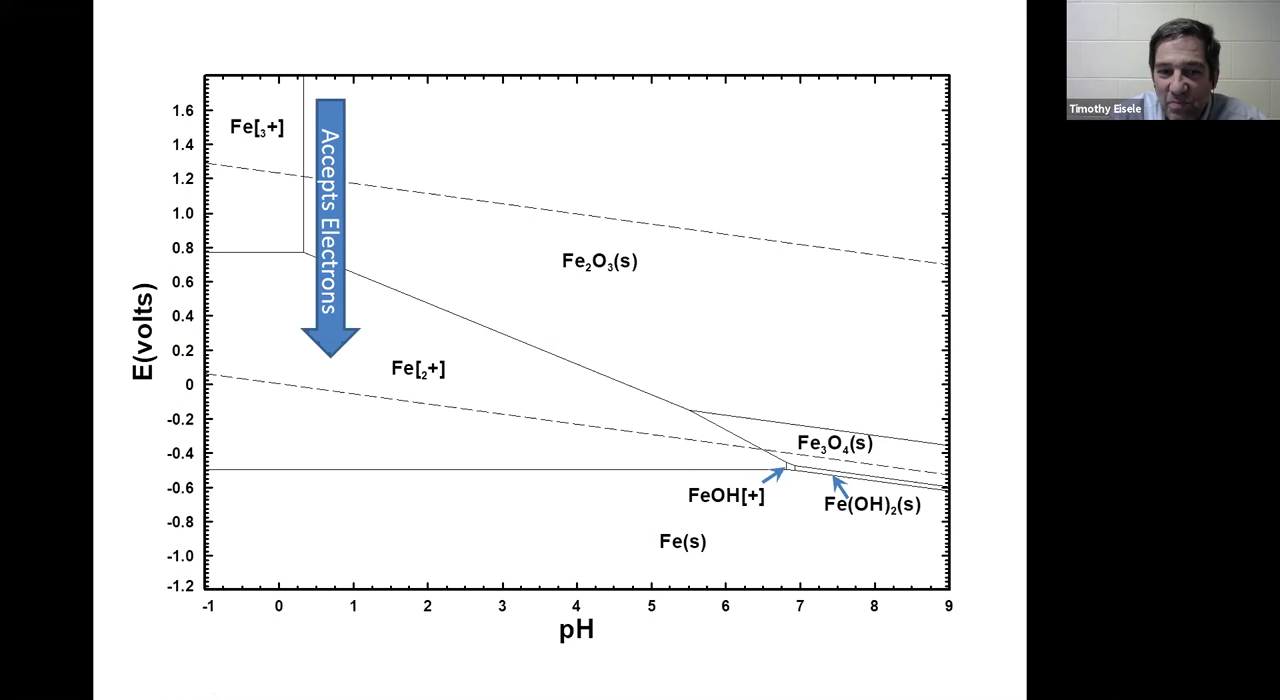 Timothy Eisele
1.6
1.4
1.2
1.0
0.8
0.6
0.4
0.2
0
-0.2
-0.4
-0.6
-0.8
-1.0
-1.2
E(volts)
Fe[3+]
Accepts Electrons
Fe₂O₃(s)
Fe[2+]
Fe₃O₄(s)
FeOH[+]
Fe(OH)₂(s)
Fe(s)
-1 0 1 2 3 4 5 6 7 8 9
pH